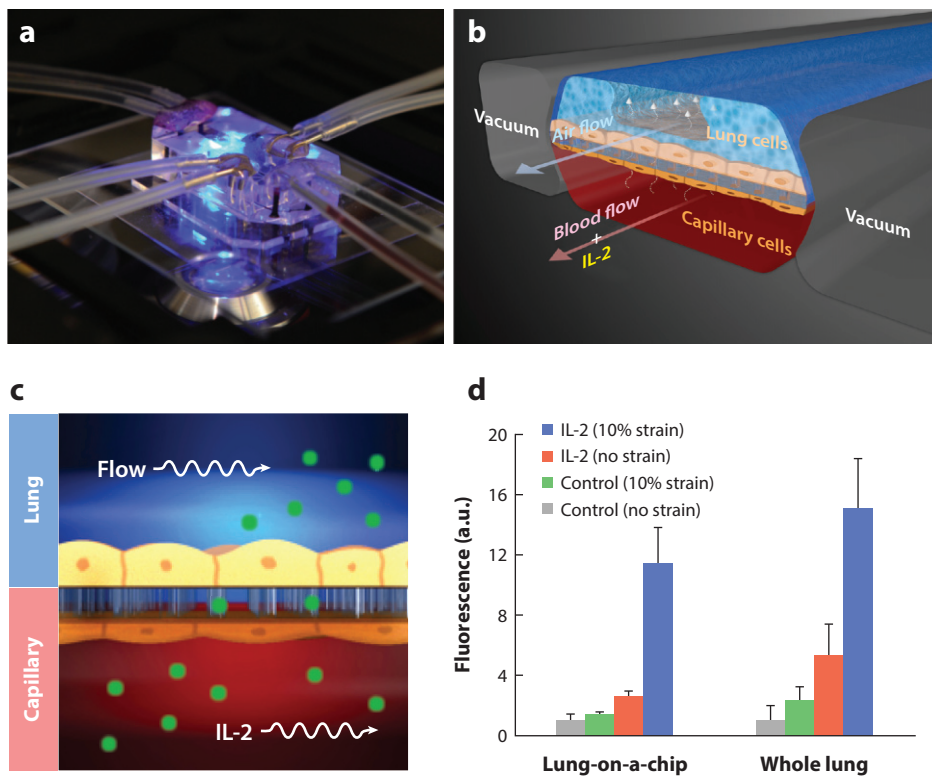 a
b
Vacuum
Air flow
Lung cells
Blood flow
+
IL-2
Capillary cells
Vacuum
c
Lung
Capillary
Flow
IL-2
d
Fluorescence (a.u.)
20
16
12
8
4
0
IL-2 (10% strain)
IL-2 (no strain)
Control (10% strain)
Control (no strain)
Lung-on-a-chip
Whole lung